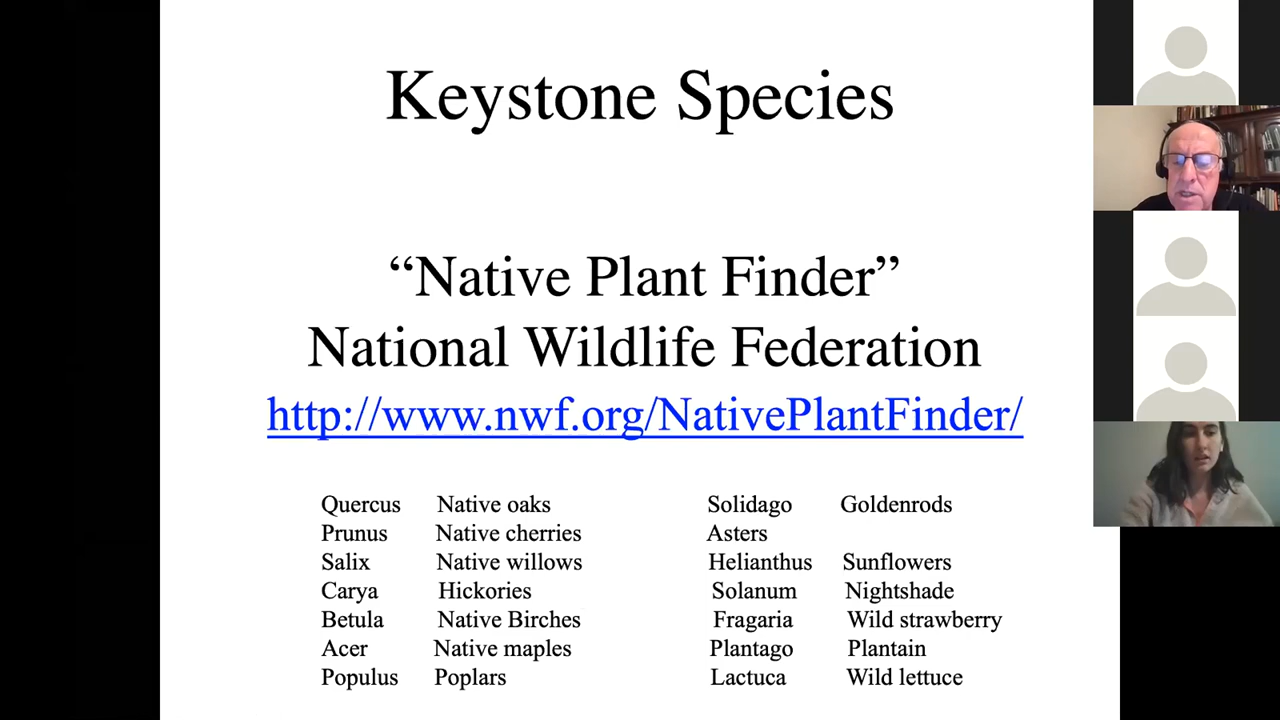 Keystone Species
“Native Plant Finder”
National Wildlife Federation
http://www.nwf.org/NativePlantFinder/
Quercus Native oaks
Prunus Native cherries
Salix Native willows
Carya Hickories
Betula Native Birches
Acer Native maples
Populus Poplars
Solidago Goldenrods
Asters
Helianthus Sunflowers
Solanum Nightshade
Fragaria Wild strawberry
Plantago Plantain
Lactuca Wild lettuce